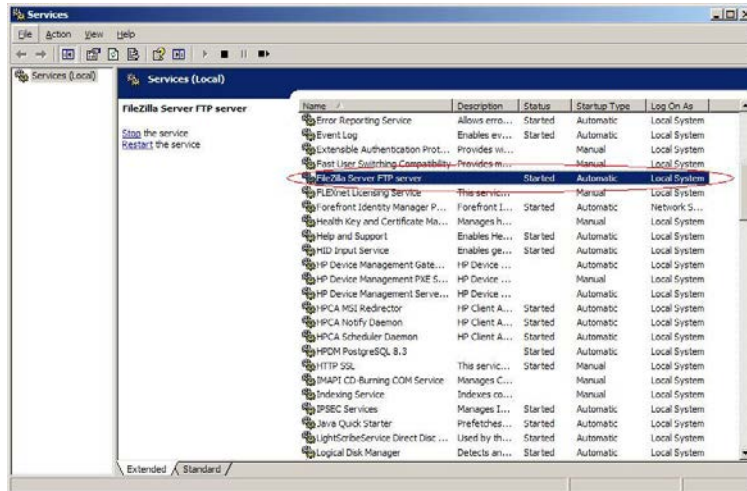 Services
File Action View Help
Services (Local)
Services (Local)
FileZilla Server FTP server
Stop the service
Restart the service
Name Description Status Startup Type Log On As
Error Reporting Service Allows erro... Started Automatic Local System
Event Log Enables ev... Started Automatic Local System
Extensible Authentication Prot... Provides wi... Manual Local System
Fast User Switching Compatibility Provides m... Manual Local System
FileZilla Server FTP server Started Automatic Local System
FLEXnet Licensing Service This servic... Manual Local System
Forefront Identity Manager P... Forefront I... Started Automatic Network S...
Health Key and Certificate Ma... Manages h... Manual Local System
Help and Support Enables He... Started Automatic Local System
HID Input Service Enables ge... Started Automatic Local System
HP Device Management Gate... HP Device ... Automatic Local System
HP Device Management PXE S... HP Device ... Manual Local System
HP Device Management Serve... HP Device ... Automatic Local System
HPCA MSI Redirector HP Client A... Started Automatic Local System
HPCA Notify Daemon HP Client A... Started Automatic Local System
HPCA Scheduler Daemon HP Client A... Started Automatic Local System
HPDM PostgreSQL 8.3 Started Automatic Local System
HTTP SSL This servic... Started Manual Local System
IMAPI CD-Burning COM Service Manages C... Manual Local System
Indexing Service Indexes co... Manual Local System
IPSEC Services Manages I... Started Automatic Local System
Java Quick Starter Prefetches... Started Automatic Local System
LightScribeService Direct Disc ... Used by th... Started Automatic Local System
Logical Disk Manager Detects an... Started Automatic Local System
Extended Standard